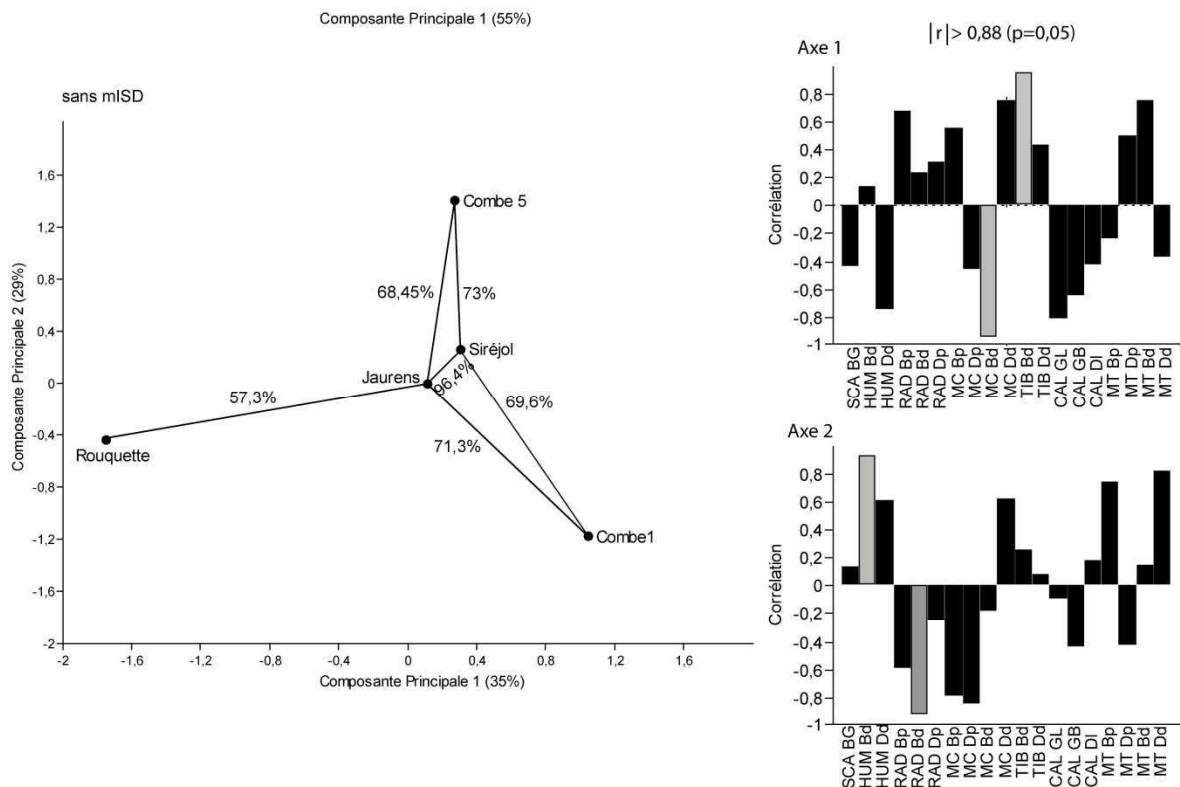 Composante Principale 1 (55%)
sans mISD
Composante Principale 2 (29%)
1,6
1,2
0,8
0,4
0
-0,4
-0,8
-1,2
-1,6
-2
Combe 5
68,45%
73%
Siréjol
Jaurens
96,4%
57,3%
69,6%
71,3%
Rouquette
Combe1
-2
-1,6
-1,2
-0,8
-0,4
0
0,4
0,8
1,2
1,6
Composante Principale 1 (35%)
|r|> 0,88 (p=0,05)
Axe 1
Corrélation
0,8
0,6
0,4
0,2
0
-0,2
-0,4
-0,6
-0,8
-1
SCA BG
HUM Bd
HUM Dd
RAD Bp
RAD Bd
RAD Dp
MC Bp
MC Dp
MC Bd
MC Dd
TIB Bd
TIB Dd
CAL GL
CAL GB
CAL DI
MT Bp
MT Dp
MT Bd
MT Dd
Axe 2
Corrélation
0,8
0,6
0,4
0,2
0
-0,2
-0,4
-0,6
-0,8
-1
SCA BG
HUM Bd
HUM Dd
RAD Bp
RAD Bd
RAD Dp
MC Bp
MC Dp
MC Bd
MC Dd
TIB Bd
TIB Dd
CAL GL
CAL GB
CAL DI
MT Bp
MT Dp
MT Bd
MT Dd